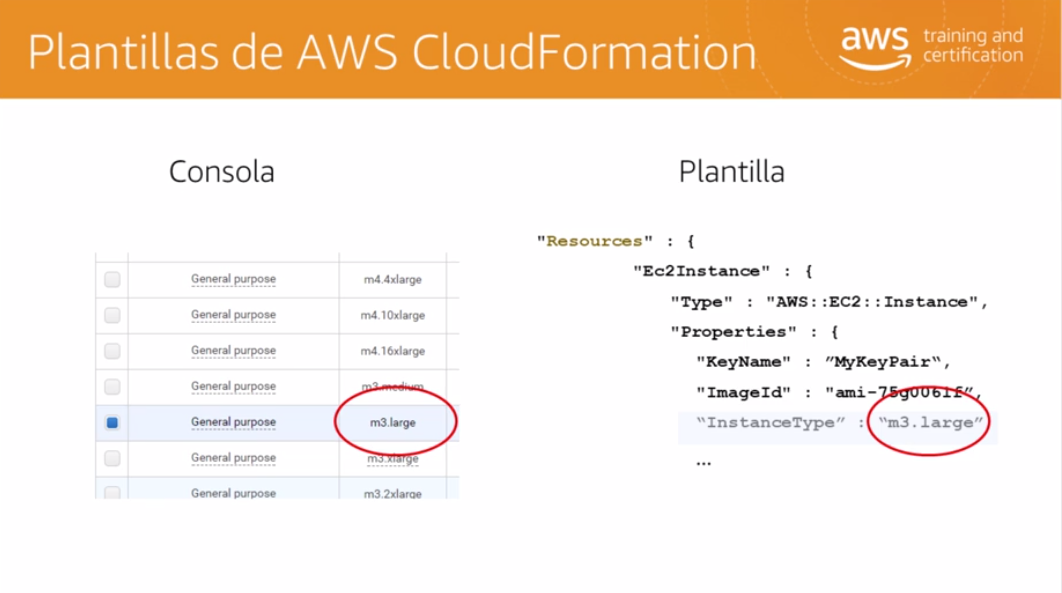 Plantillas de AWS CloudFormation
aws training and
certification
Consola
Plantilla
General purpose m4.4xlarge
General purpose m4.10xlarge
General purpose m4.16xlarge
General purpose m3.medium
General purpose m3.large
General purpose m3.xlarge
General purpose m3.2xlarge
"Resources" : {
"Ec2Instance" : {
"Type" : "AWS::EC2::Instance",
"Properties" : {
"KeyName" : ”MyKeyPair“,
"ImageId" : "ami-75g0061f”,
“InstanceType” : “m3.large”
...